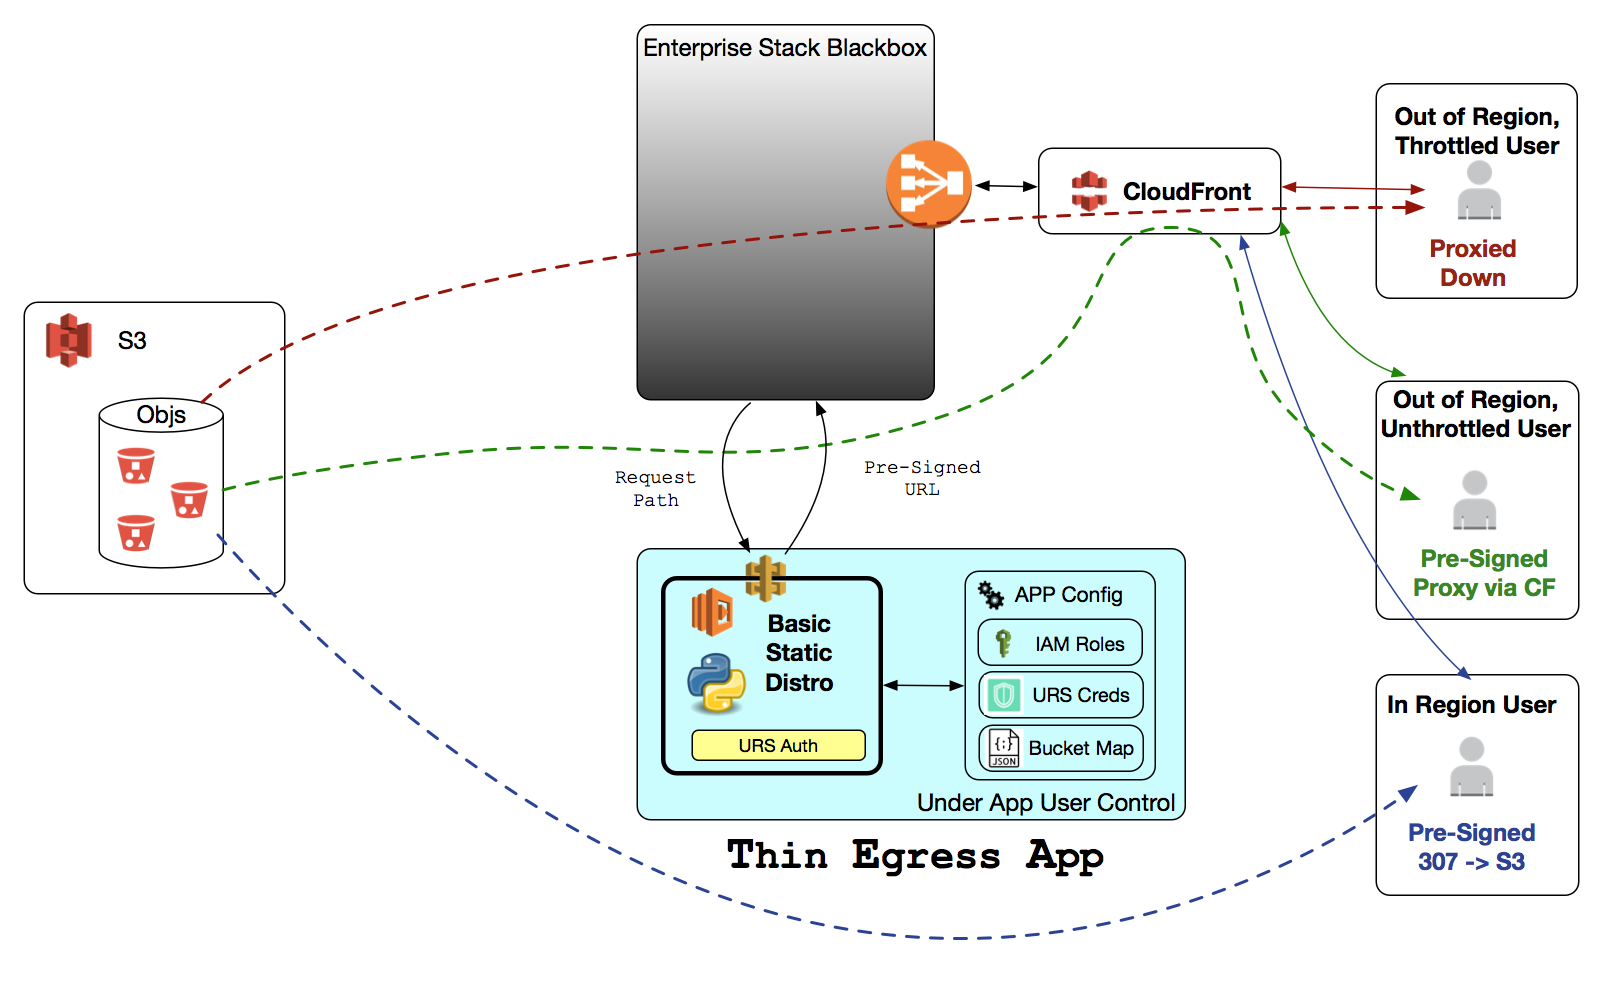 Enterprise Stack Blackbox
Out of Region,
Throttled User
Proxied
Down
CloudFront
S3
Objs
Out of Region,
Unthrottled User
Pre-Signed
Proxy via CF
Request
Path
Pre-Signed
URL
Basic
Static
Distro
URS Auth
APP Config
IAM Roles
URS Creds
{;}
JSON
Bucket Map
Under App User Control
Thin Egress App
In Region User
Pre-Signed
307 -> S3